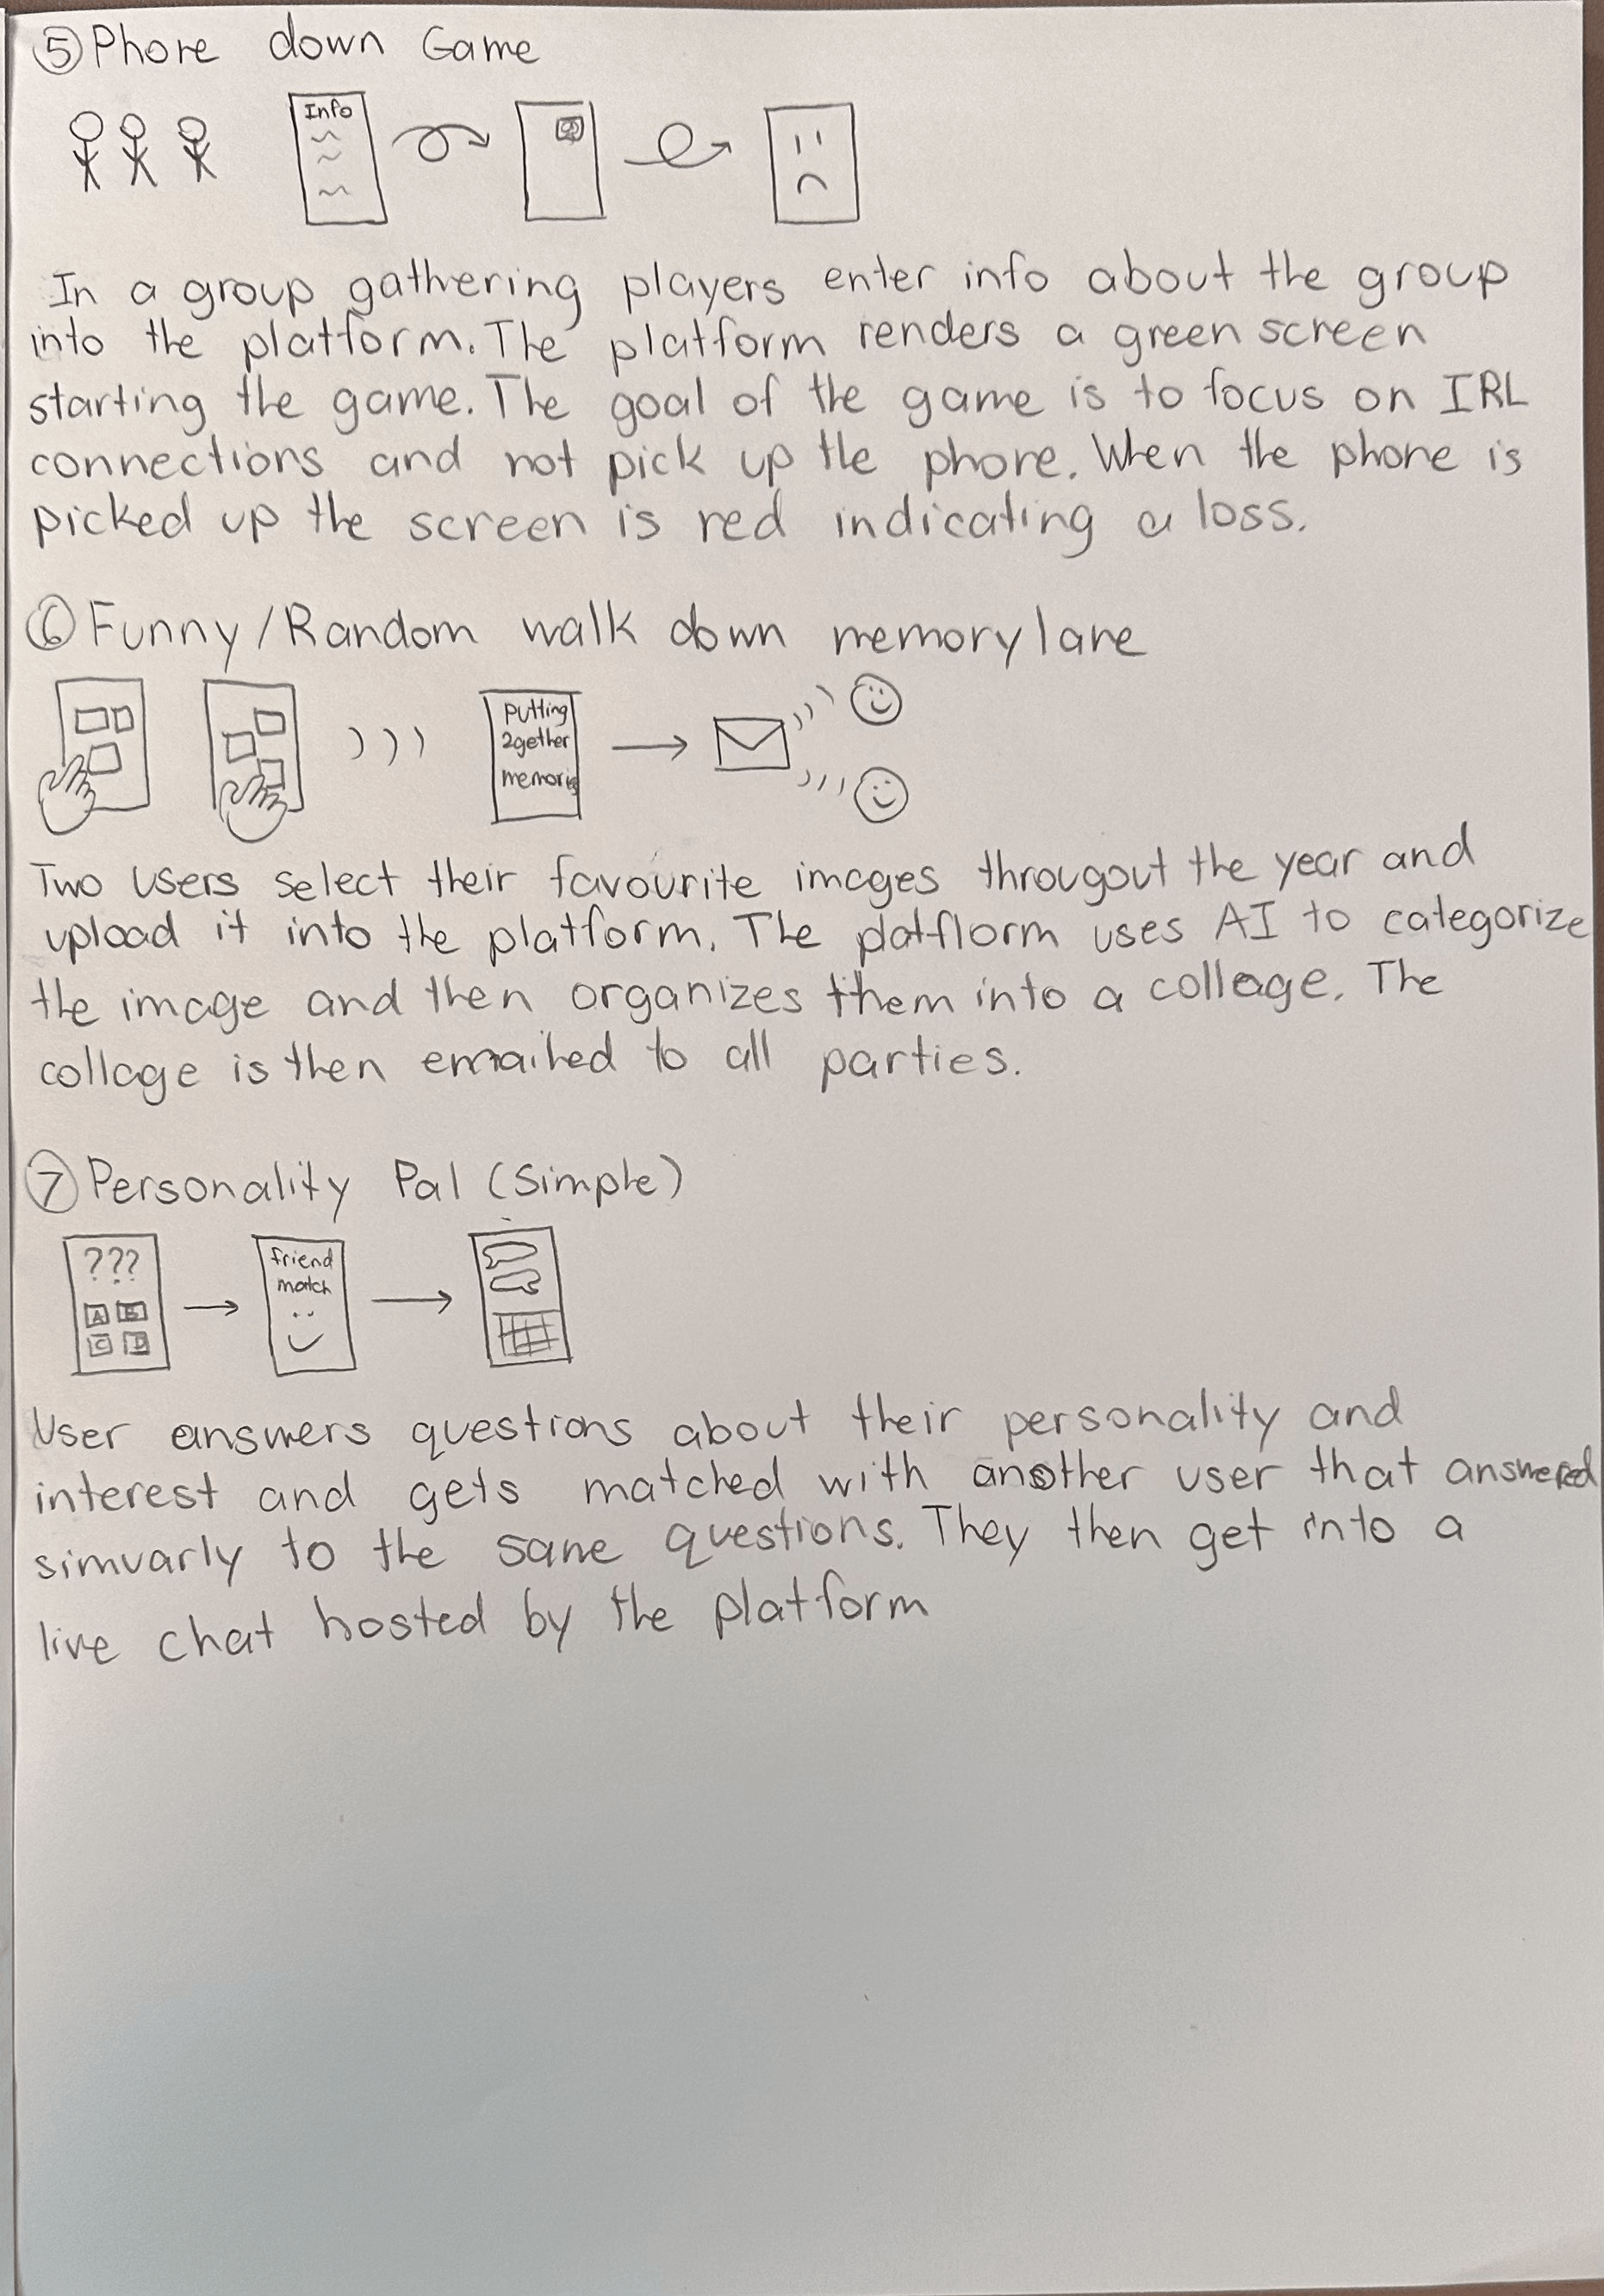 ⑤ Phone down Game
Info
In a group gathering players enter info about the group
into the platform. The platform renders a green screen
starting the game. The goal of the game is to focus on IRL
connections and not pick up the phone. When the phone is
picked up the screen is red indicating a loss.
⑥ Funny/Random walk down memory lane
Putting
2gether
memories
Two users select their favourite images througout the year and
upload it into the platform. The platflorm uses AI to categorize
the image and then organizes them into a collage. The
collage is then emailed to all parties.
⑦ Personality Pal (Simple)
???
A B
C D
friend
match
User answers questions about their personality and
interest and gets matched with another user that answered
simuarly to the same questions. They then get into a
live chat hosted by the platform